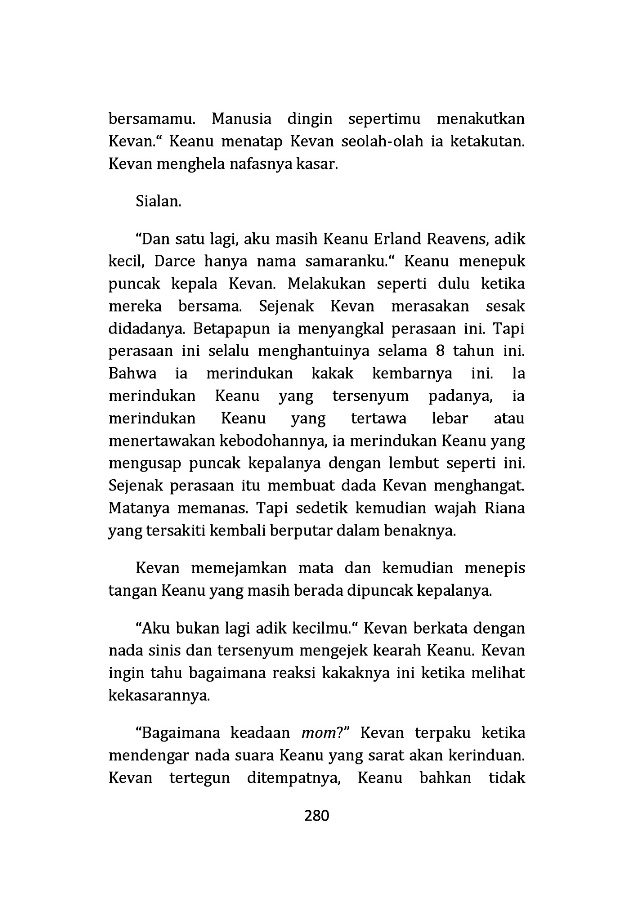 bersamamu. Manusia dingin sepertimu menakutkan
Kevan.“ Keanu menatap Kevan seolah-olah ia ketakutan.
Kevan menghela nafasnya kasar.
Sialan.
“Dan satu lagi, aku masih Keanu Erland Reavens, adik
kecil, Darce hanya nama samaranku.“ Keanu menepuk
puncak kepala Kevan. Melakukan seperti dulu ketika
mereka bersama. Sejenak Kevan merasakan sesak
didadanya. Betapapun ia menyangkal perasaan ini. Tapi
perasaan ini selalu menghantuinya selama 8 tahun ini.
Bahwa ia merindukan kakak kembarnya ini. Ia
merindukan Keanu yang tersenyum padanya, ia
merindukan Keanu yang tertawa lebar atau
menertawakan kebodohannya, ia merindukan Keanu yang
mengusap puncak kepalanya dengan lembut seperti ini.
Sejenak perasaan itu membuat dada Kevan menghangat.
Matanya memanas. Tapi sedetik kemudian wajah Riana
yang tersakiti kembali berputar dalam benaknya.
Kevan memejamkan mata dan kemudian menepis
tangan Keanu yang masih berada dipuncak kepalanya.
“Aku bukan lagi adik kecilmu.“ Kevan berkata dengan
nada sinis dan tersenyum mengejek kearah Keanu. Kevan
ingin tahu bagaimana reaksi kakaknya ini ketika melihat
kekasarannya.
“Bagaimana keadaan mom?” Kevan terpaku ketika
mendengar nada suara Keanu yang sarat akan kerinduan.
Kevan tertegun ditempatnya, Keanu bahkan tidak
280